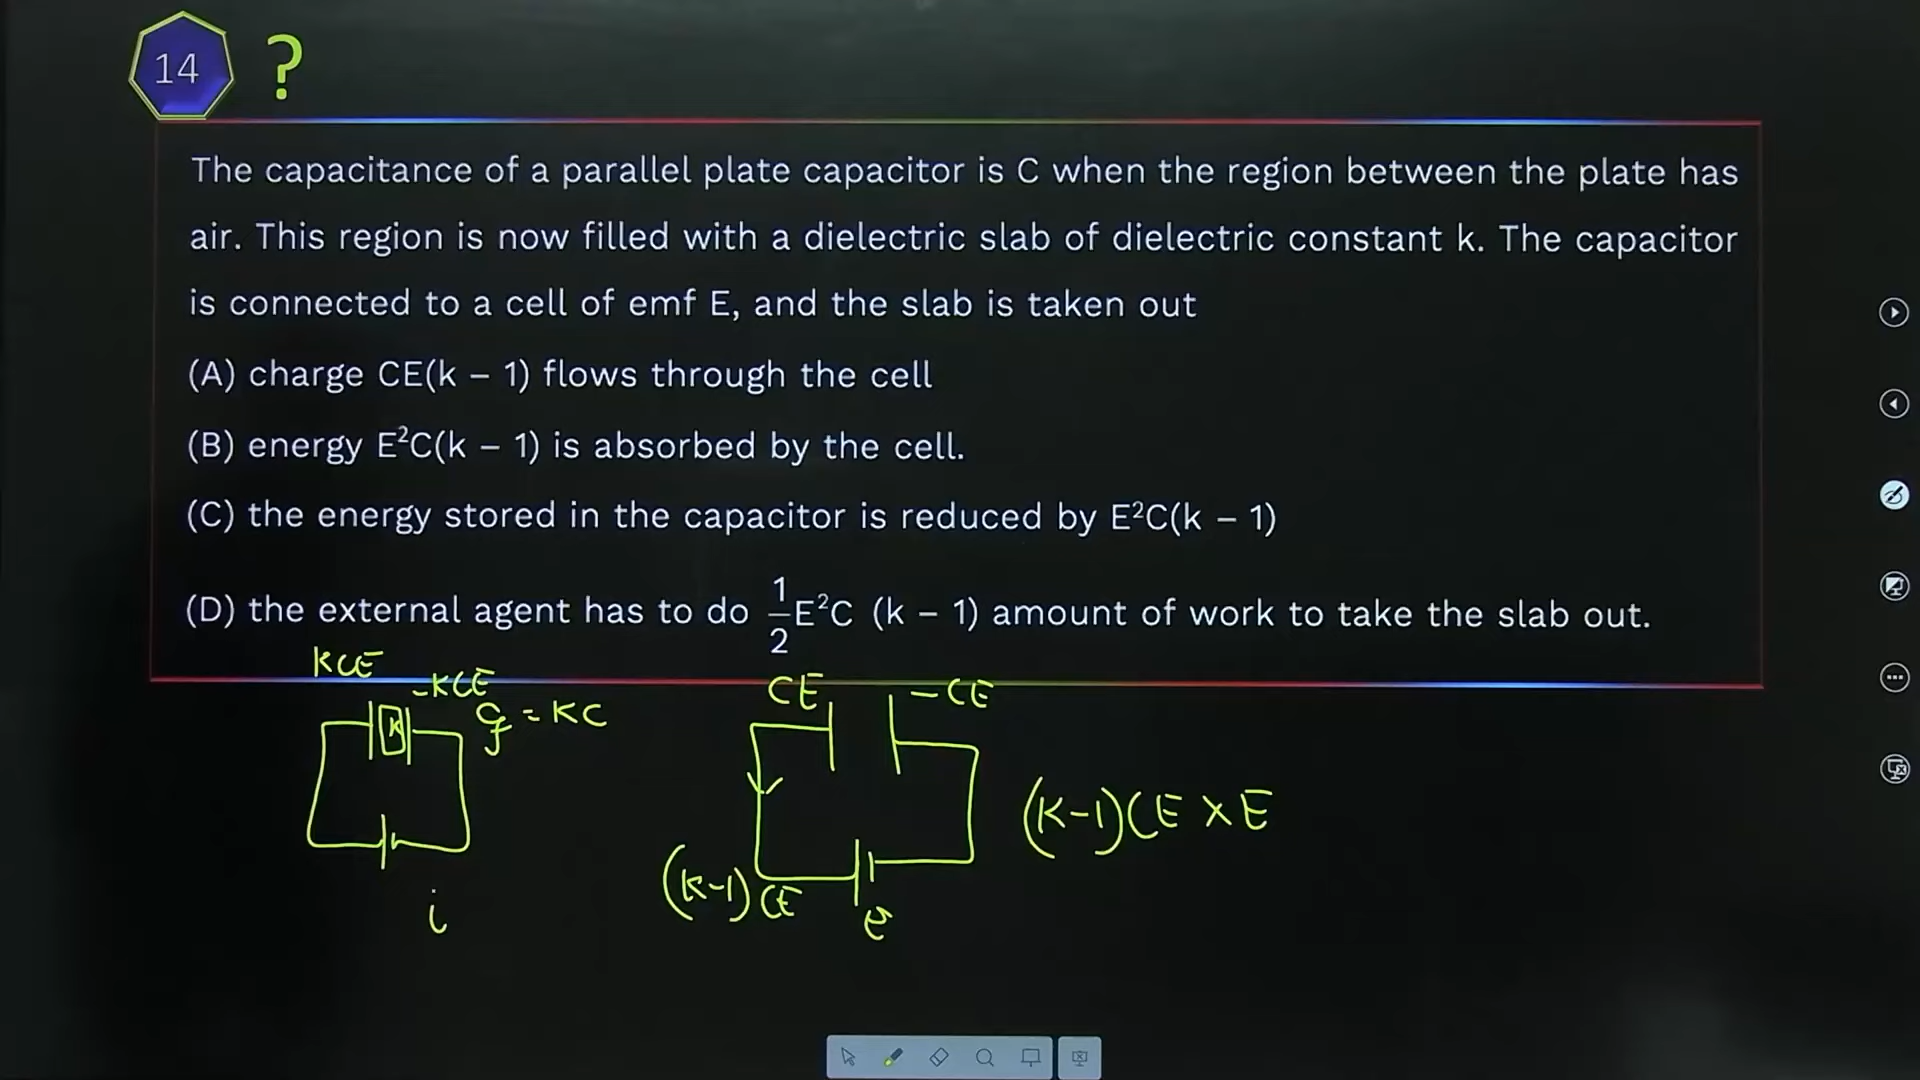 14 ?
The capacitance of a parallel plate capacitor is C when the region between the plate has
air. This region is now filled with a dielectric slab of dielectric constant k. The capacitor
is connected to a cell of emf E, and the slab is taken out
(A) charge CE(k – 1) flows through the cell
(B) energy E²C(k – 1) is absorbed by the cell.
(C) the energy stored in the capacitor is reduced by E²C(k – 1)
(D) the external agent has to do 1/2 E²C (k – 1) amount of work to take the slab out.
KCE
-KCE
CE
-CE
K
= KC
(K-1)CE × E
(K-1)CE
i